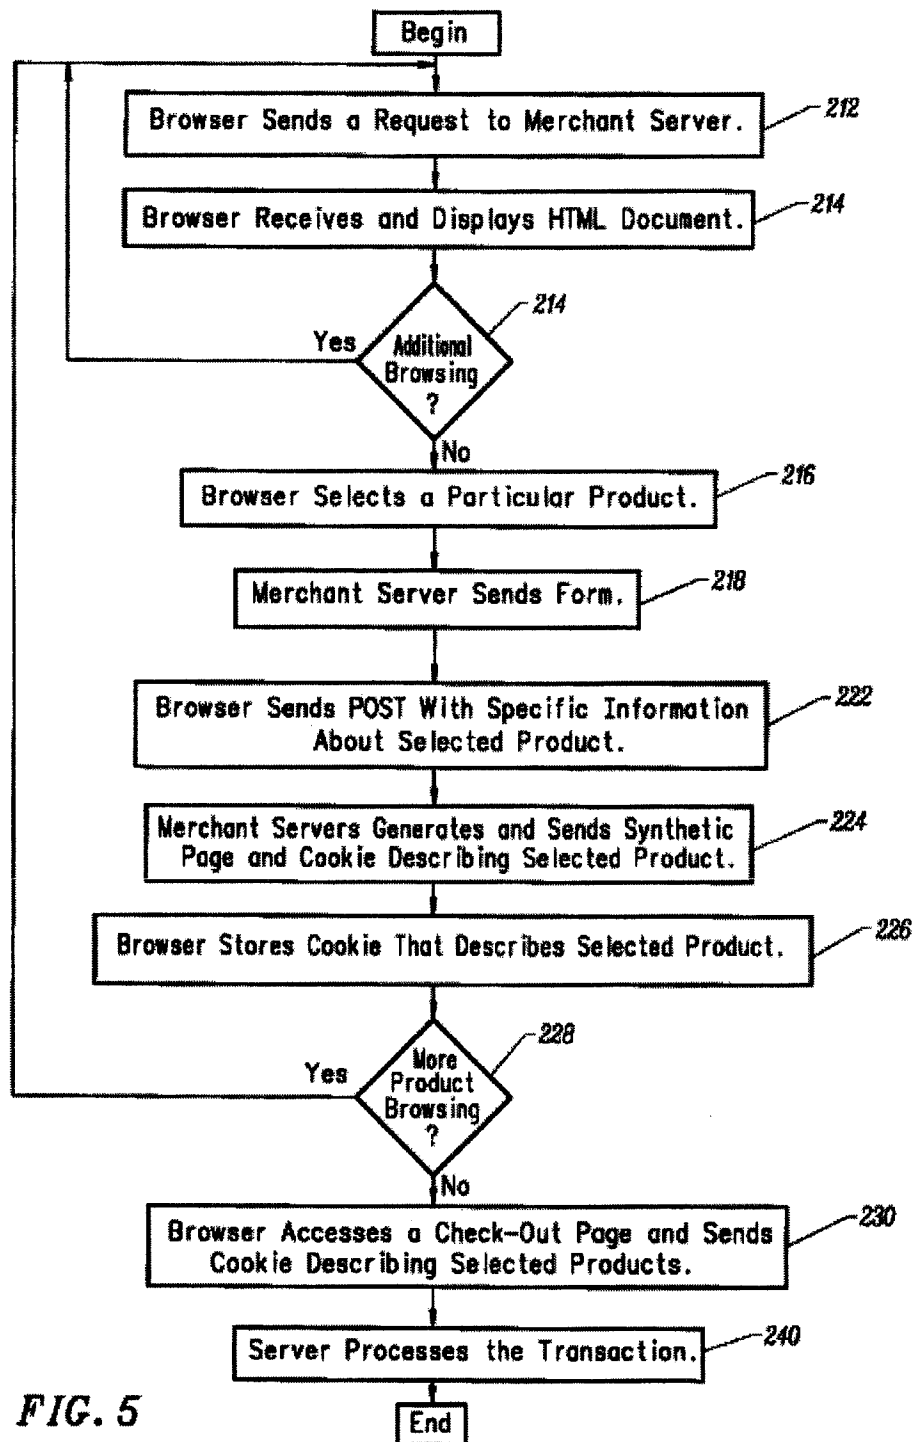 Begin
Browser Sends a Request to Merchant Server.
212
Browser Receives and Displays HTML Document.
214
214
Yes
Additional
Browsing
?
No
Browser Selects a Particular Product.
216
Merchant Server Sends Form.
218
Browser Sends POST With Specific Information
About Selected Product.
222
Merchant Servers Generates and Sends Synthetic
Page and Cookie Describing Selected Product.
224
Browser Stores Cookie That Describes Selected Product.
226
228
Yes
More
Product
Browsing
?
No
Browser Accesses a Check-Out Page and Sends
Cookie Describing Selected Products.
230
Server Processes the Transaction.
240
End
FIG. 5